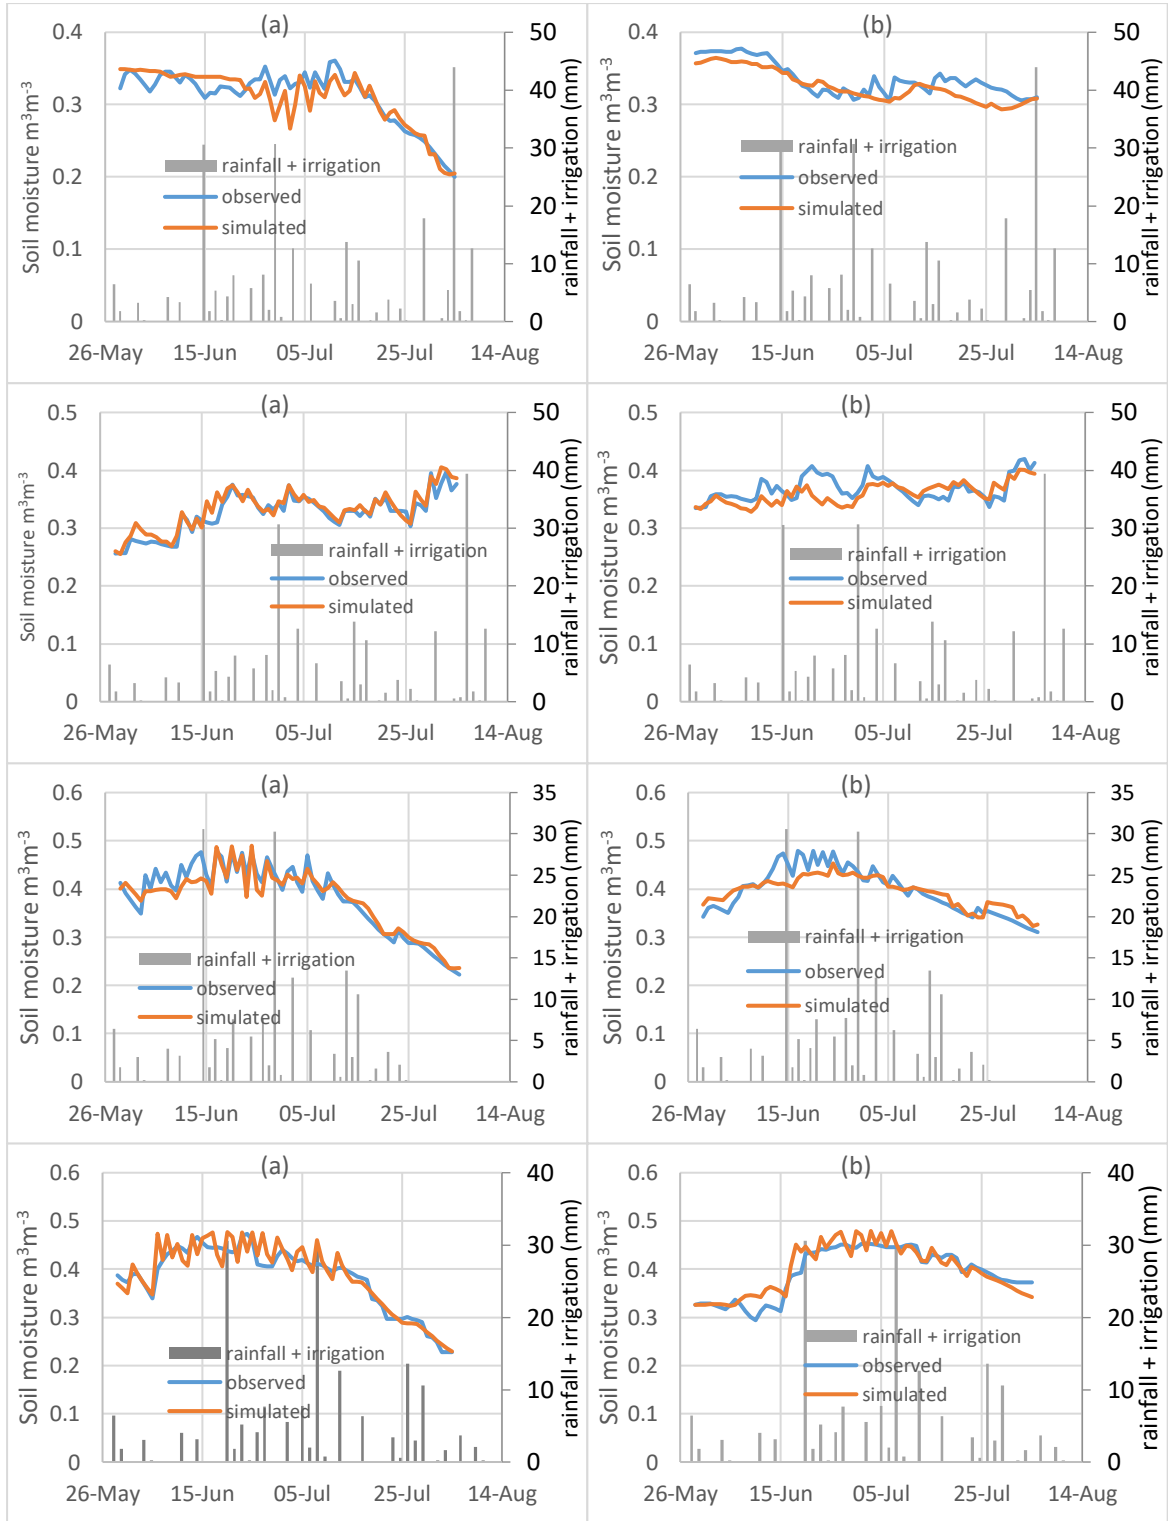 (a)
0.4
0.3
0.2
0.1
0
Soil moisture m³m⁻³
50
40
30
20
10
0
rainfall + irrigation (mm)
rainfall + irrigation
observed
simulated
26-May 15-Jun 05-Jul 25-Jul 14-Aug
(b)
0.4
0.3
0.2
0.1
0
Soil moisture m³m⁻³
50
40
30
20
10
0
rainfall + irrigation (mm)
rainfall + irrigation
observed
simulated
26-May 15-Jun 05-Jul 25-Jul 14-Aug
(a)
0.5
0.4
0.3
0.2
0.1
0
Soil moisture m³m⁻³
50
40
30
20
10
0
rainfall + irrigation (mm)
rainfall + irrigation
observed
simulated
26-May 15-Jun 05-Jul 25-Jul 14-Aug
(b)
0.5
0.4
0.3
0.2
0.1
0
Soil moisture m³m⁻³
50
40
30
20
10
0
rainfall + irrigation (mm)
rainfall + irrigation
observed
simulated
26-May 15-Jun 05-Jul 25-Jul 14-Aug
(a)
0.6
0.5
0.4
0.3
0.2
0.1
0
Soil moisture m³m⁻³
35
30
25
20
15
10
5
0
rainfall + irrigation (mm)
rainfall + irrigation
observed
simulated
26-May 15-Jun 05-Jul 25-Jul 14-Aug
(b)
0.6
0.5
0.4
0.3
0.2
0.1
0
Soil moisture m³m⁻³
35
30
25
20
15
10
5
0
rainfall + irrigation (mm)
rainfall + irrigation
observed
simulated
26-May 15-Jun 05-Jul 25-Jul 14-Aug
(a)
0.6
0.5
0.4
0.3
0.2
0.1
0
Soil moisture m³m⁻³
40
30
20
10
0
rainfall + irrigation (mm)
rainfall + irrigation
observed
simulated
26-May 15-Jun 05-Jul 25-Jul 14-Aug
(b)
0.6
0.5
0.4
0.3
0.2
0.1
0
Soil moisture m³m⁻³
40
30
20
10
0
rainfall + irrigation (mm)
rainfall + irrigation
observed
simulated
26-May 15-Jun 05-Jul 25-Jul 14-Aug